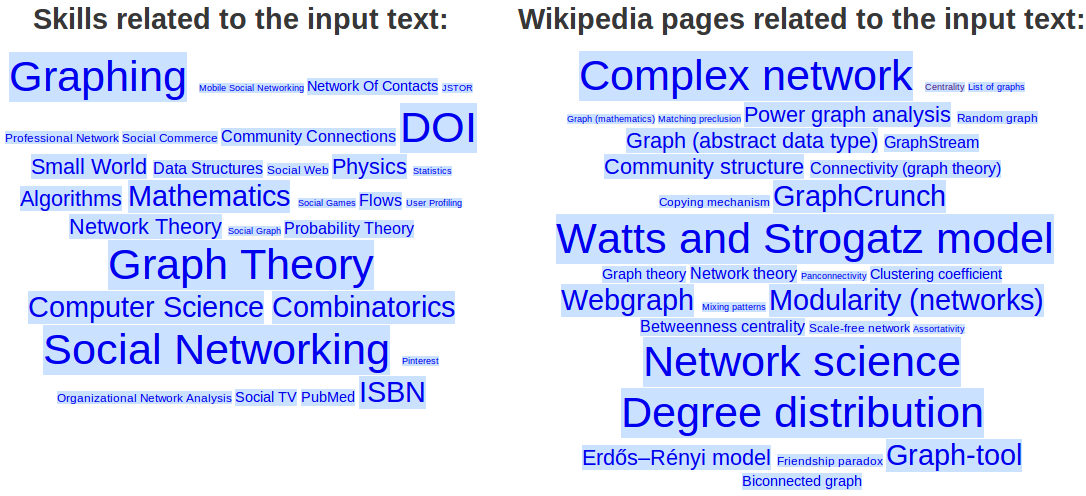 Skills related to the input text:
Graphing Mobile Social Networking Network Of Contacts JSTOR
Professional Network Social Commerce Community Connections DOI
Small World Data Structures Social Web Physics Statistics
Algorithms Mathematics Social Games Flows User Profiling
Network Theory Social Graph Probability Theory
Graph Theory
Computer Science Combinatorics
Social Networking Pinterest
Organizational Network Analysis Social TV PubMed ISBN
Wikipedia pages related to the input text:
Complex network Centrality List of graphs
Graph (mathematics) Matching preclusion Power graph analysis Random graph
Graph (abstract data type) GraphStream
Community structure Connectivity (graph theory)
Copying mechanism GraphCrunch
Watts and Strogatz model
Graph theory Network theory Panconnectivity Clustering coefficient
Webgraph Mixing patterns Modularity (networks)
Betweenness centrality Scale-free network Assortativity
Network science
Degree distribution
Erdős–Rényi model Friendship paradox Graph-tool
Biconnected graph